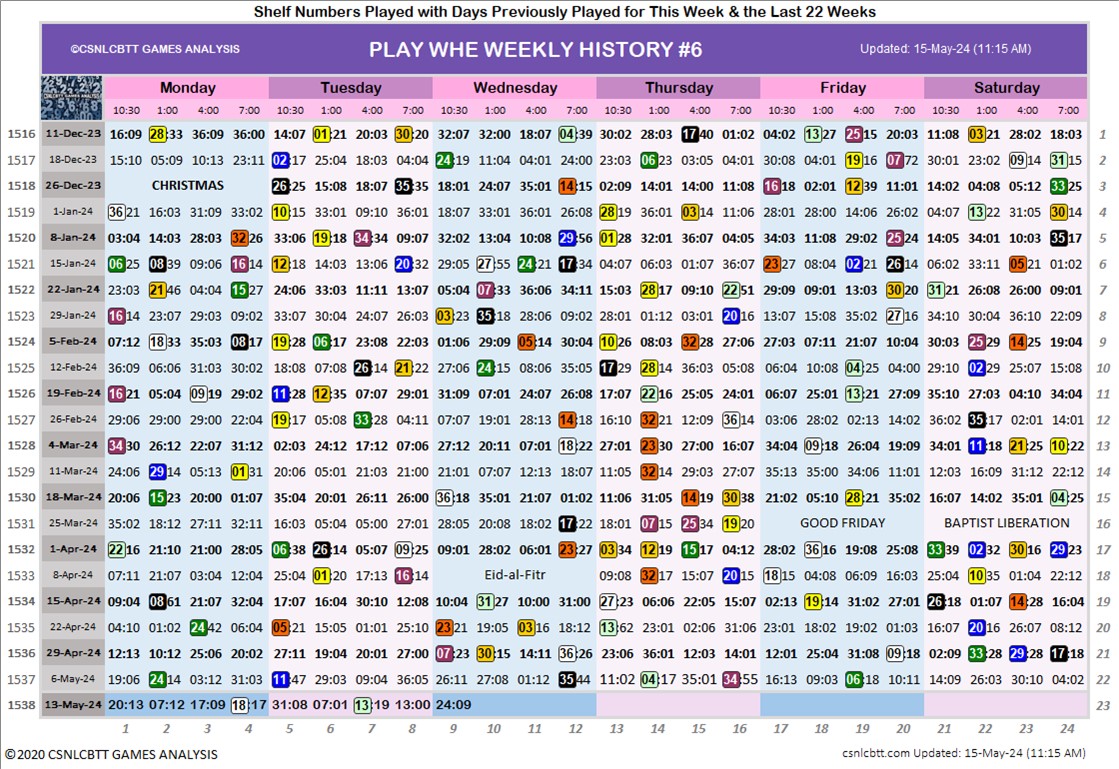 Shelf Numbers Played with Days Previously Played for This Week & the Last 22 Weeks
©CSNLCBTT GAMES ANALYSIS PLAY WHE WEEKLY HISTORY #6 Updated: 15-May-24 (11:15 AM)
Monday Tuesday Wednesday Thursday Friday Saturday
10:30 1:00 4:00 7:00 10:30 1:00 4:00 7:00 10:30 1:00 4:00 7:00 10:30 1:00 4:00 7:00 10:30 1:00 4:00 7:00 10:30 1:00 4:00 7:00
1516 11-Dec-23 16:09 28:33 36:09 36:00 14:07 01:21 20:03 30:20 32:07 32:00 18:07 04:39 30:02 28:03 17:40 01:02 04:02 13:27 25:15 20:03 11:08 03:21 28:02 18:03 1
1517 18-Dec-23 15:10 05:09 10:13 23:11 02:17 25:04 18:03 04:04 24:19 11:04 04:01 24:00 23:03 06:23 03:05 04:01 30:08 04:01 19:16 07:72 30:01 23:02 09:14 31:15 2
1518 26-Dec-23 CHRISTMAS 26:25 15:08 18:07 35:35 18:01 24:07 35:01 14:15 02:09 14:01 14:00 11:08 16:18 02:01 12:39 11:01 14:02 04:08 05:12 33:25 3
1519 1-Jan-24 36:21 16:03 31:09 33:02 10:15 33:01 09:10 36:01 18:07 33:01 36:01 26:08 28:19 36:01 03:14 11:06 28:01 28:00 14:06 26:02 04:07 13:22 31:05 30:14 4
1520 8-Jan-24 03:04 14:03 28:03 32:26 33:06 19:18 34:34 09:07 32:02 13:04 10:08 29:56 01:28 32:01 36:07 04:05 34:03 11:08 29:02 25:24 14:05 34:01 10:03 35:17 5
1521 15-Jan-24 06:25 08:39 09:06 16:14 12:18 14:03 13:06 20:32 29:05 27:55 24:21 17:34 04:07 06:03 01:07 36:07 23:27 08:04 02:21 26:14 06:02 33:11 05:21 01:02 6
1522 22-Jan-24 23:03 21:46 04:04 15:27 24:06 33:03 11:11 13:07 05:04 07:33 36:06 34:11 15:03 28:17 09:10 22:51 29:09 09:01 13:03 30:20 31:21 26:08 26:00 09:01 7
1523 29-Jan-24 16:14 23:07 29:03 09:02 33:07 30:04 24:07 26:03 03:23 35:18 28:06 09:02 28:01 01:12 03:01 20:16 13:07 15:08 35:02 27:16 34:10 30:04 36:10 22:09 8
1524 5-Feb-24 07:12 18:33 35:03 08:17 19:28 06:17 23:08 22:03 01:06 29:09 05:14 30:04 10:26 08:03 32:28 27:06 27:03 07:11 21:07 10:04 30:03 25:29 14:25 19:04 9
1525 12-Feb-24 36:09 06:06 31:03 30:02 18:08 07:08 26:14 21:22 27:06 24:15 08:06 35:05 17:29 28:14 36:03 05:08 06:04 10:08 04:25 04:00 29:10 02:29 25:07 15:08 10
1526 19-Feb-24 16:21 05:04 09:19 29:02 11:28 12:35 01:09 07:07 31:09 07:01 24:07 26:08 17:07 22:16 25:05 24:01 06:07 32:01 13:21 27:09 35:10 27:03 04:10 34:04 11
1527 26-Feb-24 29:06 29:00 29:00 22:04 19:17 05:08 33:28 04:11 07:07 19:01 28:13 14:18 16:10 32:21 12:09 36:14 03:08 16:02 02:13 14:02 36:02 35:17 02:01 14:01 12
1528 4-Mar-24 34:30 26:12 22:07 31:12 02:03 24:12 17:12 07:06 27:12 20:11 07:01 18:22 27:01 23:30 27:00 16:07 34:04 09:18 26:04 19:09 34:01 11:18 21:25 10:22 13
1529 11-Mar-24 24:06 29:14 05:13 01:31 20:06 05:01 21:03 21:00 21:01 07:07 12:13 18:07 11:05 32:14 29:03 27:07 35:13 35:00 14:06 11:01 12:03 16:09 31:12 22:12 14
1530 18-Mar-24 20:06 15:23 20:00 01:07 35:04 20:01 26:11 26:00 36:18 35:01 21:07 01:02 11:06 31:05 14:19 30:38 21:02 05:10 28:21 35:02 16:07 14:02 35:01 04:25 15
1531 25-Mar-24 35:02 18:12 27:11 32:11 16:03 05:04 05:00 27:01 28:05 20:08 18:02 17:22 18:01 07:15 25:34 19:20 GOOD FRIDAY BAPTIST LIBERATION 16
1532 1-Apr-24 22:16 21:10 21:00 28:05 06:38 26:14 05:07 09:25 09:01 28:02 06:01 23:27 03:34 12:19 15:17 04:12 28:02 36:16 19:08 25:08 33:39 02:32 30:16 29:23 17
1533 8-Apr-24 07:11 21:07 03:04 12:04 25:04 01:20 17:13 16:14 Eid-al-Fitr 09:08 32:17 15:07 20:15 18:15 04:08 06:09 16:03 25:04 10:35 01:04 22:12 18
1534 15-Apr-24 09:04 08:61 21:07 32:04 17:07 16:04 30:10 12:08 10:04 31:27 10:00 31:00 27:23 06:06 22:05 15:07 02:13 19:14 31:02 27:01 26:18 01:07 14:28 16:04 19
1535 22-Apr-24 04:10 01:02 24:42 06:04 05:21 15:05 01:01 25:10 23:21 19:05 03:16 12:12 13:62 23:01 02:06 31:06 23:01 18:02 19:02 02:03 16:07 20:16 26:07 08:12 20
1536 29-Apr-24 12:13 10:12 25:06 20:02 27:11 19:04 20:01 27:00 07:23 30:15 14:11 36:26 23:06 36:01 12:03 14:01 12:01 25:04 31:08 09:18 02:09 33:28 29:28 17:18 21
1537 6-May-24 19:06 24:14 03:12 31:03 11:47 29:03 09:04 36:05 26:11 27:08 01:12 35:44 11:02 04:17 35:01 34:55 16:13 09:03 06:18 10:11 14:09 26:03 30:10 04:02 22
1538 13-May-24 20:13 07:12 17:09 18:17 31:08 07:01 13:19 13:00 24:09 23
1 2 3 4 5 6 7 8 9 10 11 12 13 14 15 16 17 18 19 20 21 22 23 24
©2020 CSNLCBTT GAMES ANALYSIS csnlcbtt.com Updated: 15-May-24 (11:15 AM)